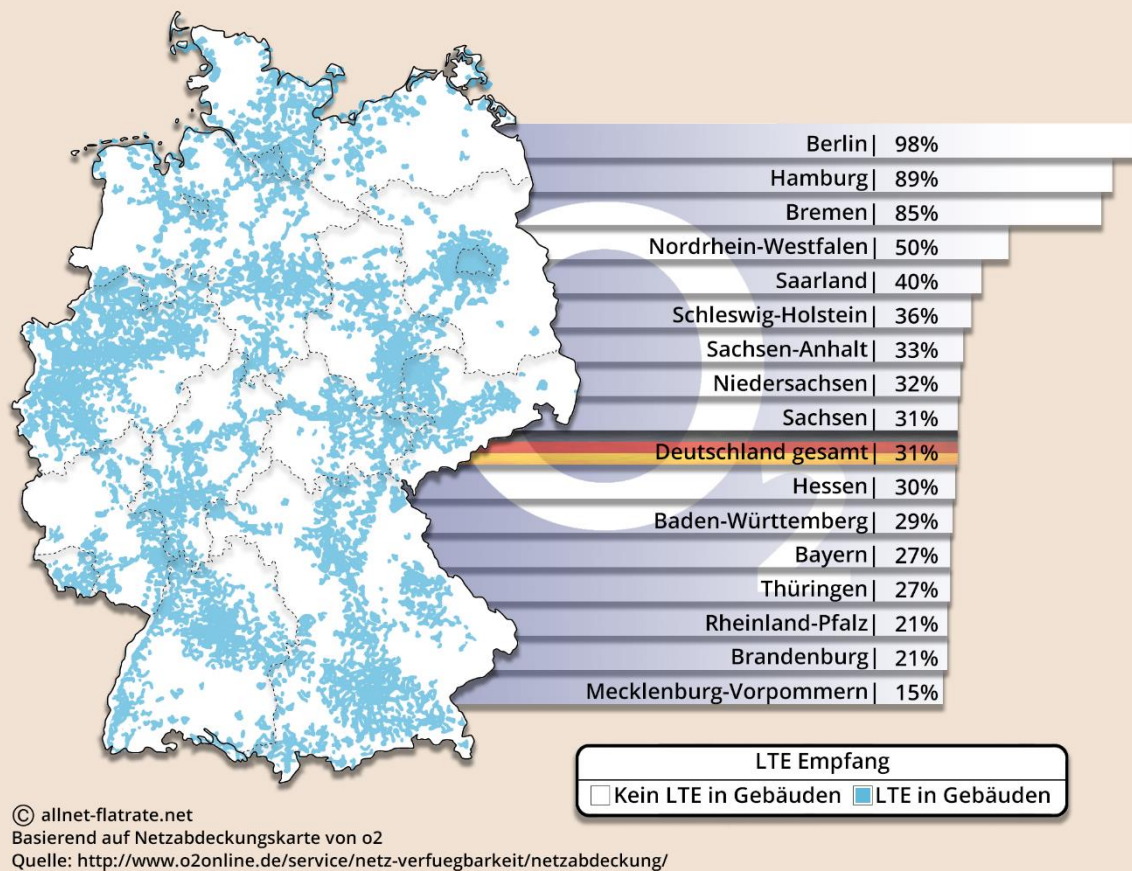 Berlin| 98%
Hamburg| 89%
Bremen| 85%
Nordrhein-Westfalen| 50%
Saarland| 40%
Schleswig-Holstein| 36%
Sachsen-Anhalt| 33%
Niedersachsen| 32%
Sachsen| 31%
Deutschland gesamt| 31%
Hessen| 30%
Baden-Württemberg| 29%
Bayern| 27%
Thüringen| 27%
Rheinland-Pfalz| 21%
Brandenburg| 21%
Mecklenburg-Vorpommern| 15%
O2
LTE Empfang
Kein LTE in Gebäuden LTE in Gebäuden
© allnet-flatrate.net
Basierend auf Netzabdeckungskarte von o2
Quelle: http://www.o2online.de/service/netz-verfuegbarkeit/netzabdeckung/